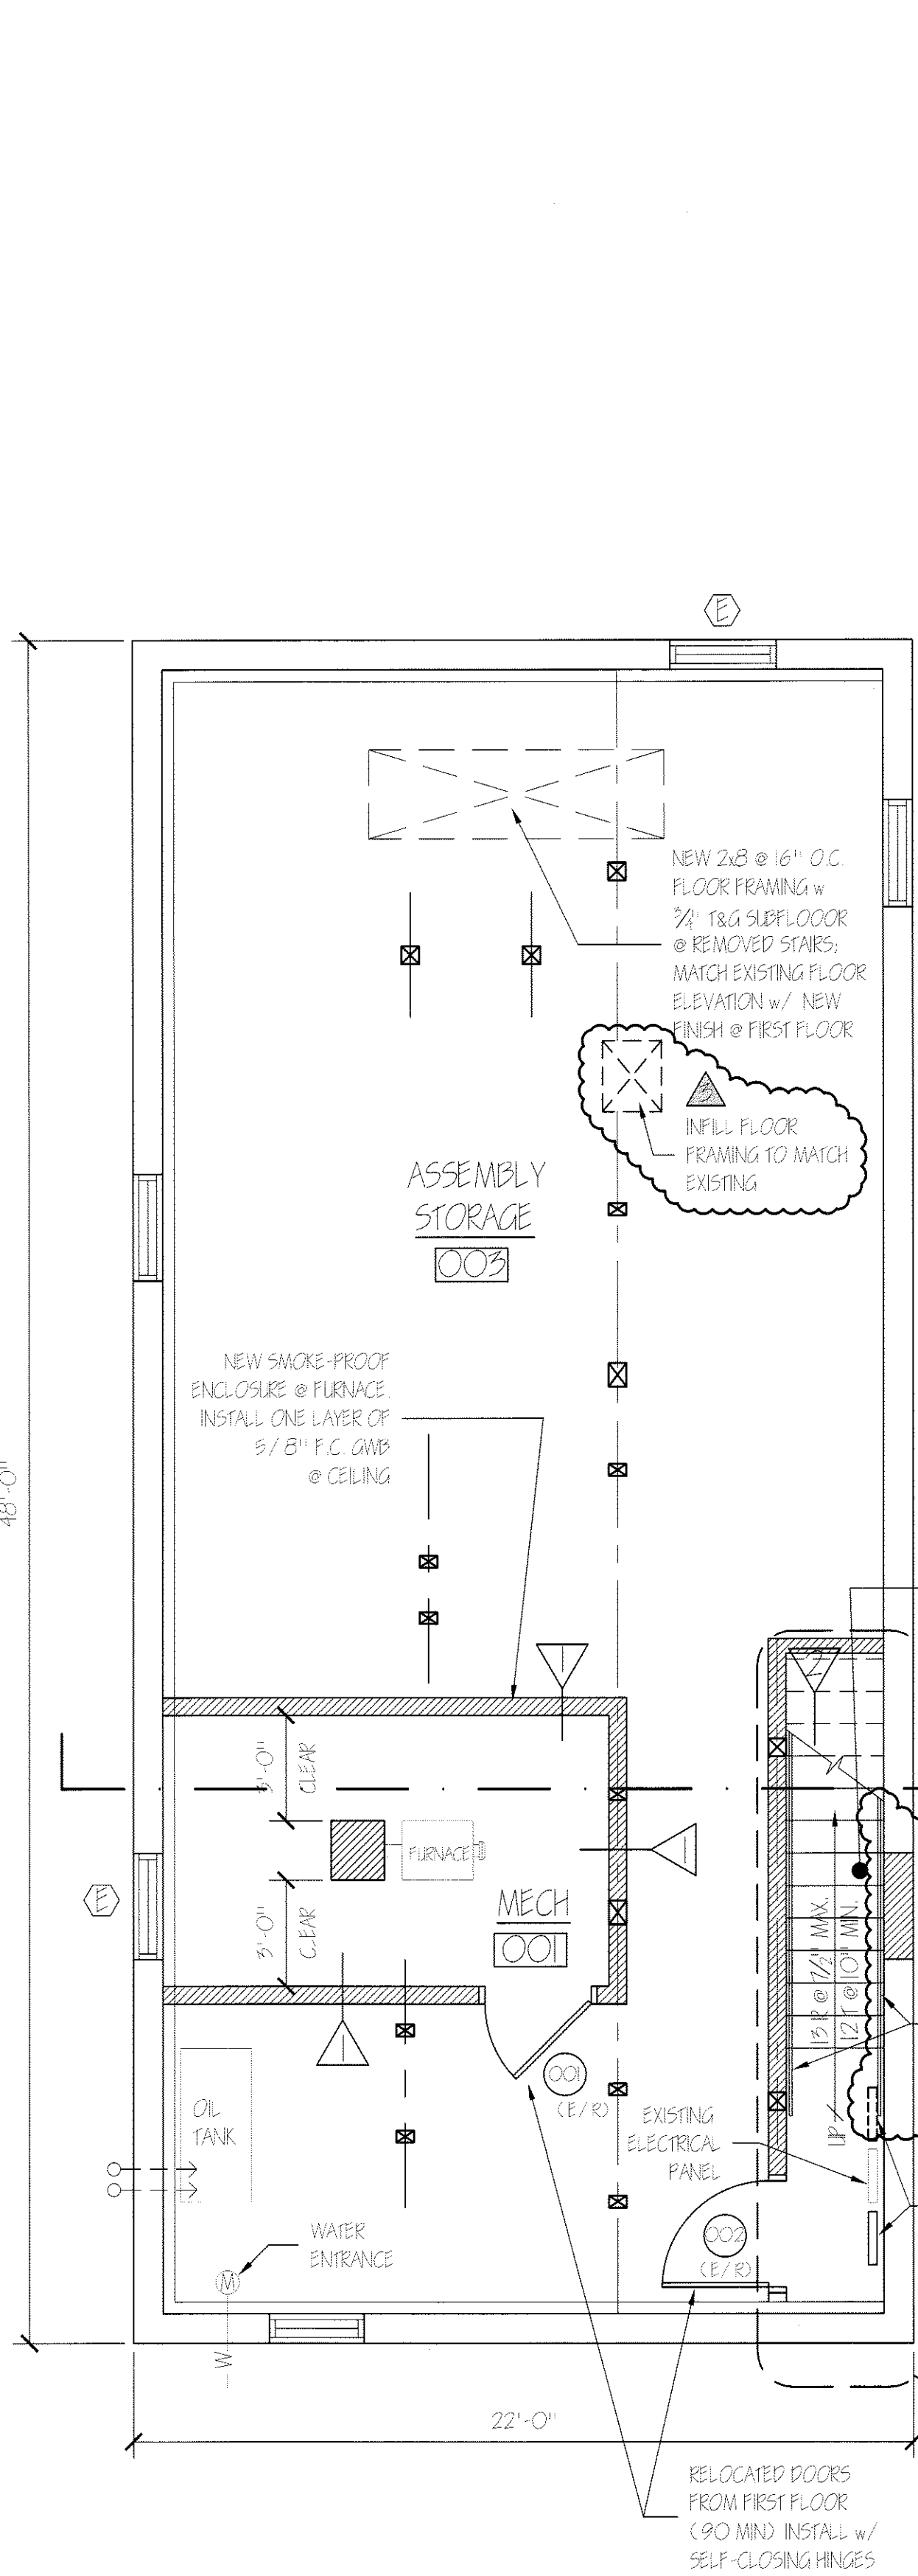 E
NEW 2x8 @ 16" O.C.
FLOOR FRAMING w
3/4" T&G SUBFLOOOR
@ REMOVED STAIRS;
MATCH EXISTING FLOOR
ELEVATION w/ NEW
FINISH @ FIRST FLOOR
3
INFILL FLOOR
FRAMING TO MATCH
EXISTING
ASSEMBLY
STORAGE
003
NEW SMOKE-PROOF
ENCLOSURE @ FURNACE.
INSTALL ONE LAYER OF
5/8" F.C. GWB
@ CEILING
48'-0"
1
2
3'-0"
CLEAR
FURNACE
1
E
MECH
001
3'-0"
CLEAR
13 R @ 7 1/2" MAX.
12 T @ 10" MIN.
UP
1
001
(E/R)
OIL
TANK
EXISTING
ELECTRICAL
PANEL
002
(E/R)
WATER
ENTRANCE
M
W
22'-0"
RELOCATED DOORS
FROM FIRST FLOOR
(90 MIN) INSTALL w/
SELF-CLOSING HINGES